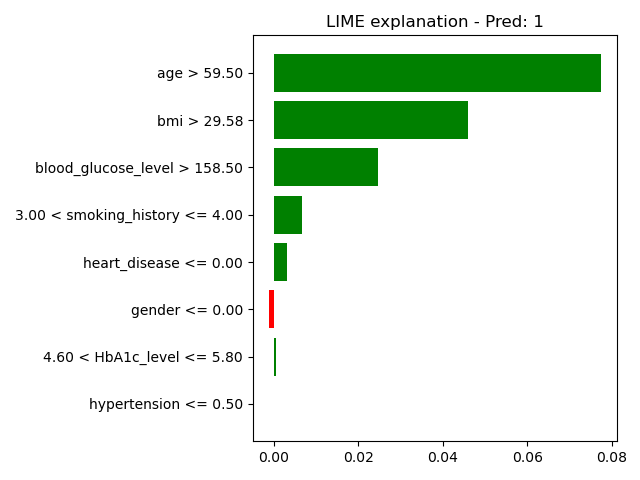 LIME explanation - Pred: 1
age > 59.50
bmi > 29.58
blood_glucose_level > 158.50
3.00 < smoking_history <= 4.00
heart_disease <= 0.00
gender <= 0.00
4.60 < HbA1c_level <= 5.80
hypertension <= 0.50
0.00 0.02 0.04 0.06 0.08